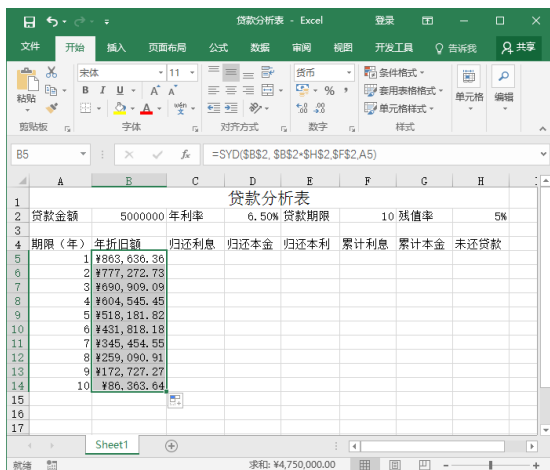 贷款分析表 - Excel 登录
文件 开始 插入 页面布局 公式 数据 审阅 视图 开发工具 告诉我 共享
宋体 11 货币 条件格式
粘贴 B I U A A % , 套用表格格式 单元格 编辑
A wén 文 单元格样式
剪贴板 字体 对齐方式 数字 样式
B5 fx =SYD($B$2, $B$2*$H$2,$F$2,A5)
A B C D E F G H
1 贷款分析表
2 贷款金额 5000000 年利率 6.50% 贷款期限 10 残值率 5%
3
4 期限（年） 年折旧额 归还利息 归还本金 归还本利 累计利息 累计本金 未还贷款
5 1 ¥863,636.36
6 2 ¥777,272.73
7 3 ¥690,909.09
8 4 ¥604,545.45
9 5 ¥518,181.82
10 6 ¥431,818.18
11 7 ¥345,454.55
12 8 ¥259,090.91
13 9 ¥172,727.27
14 10 ¥86,363.64
15
16
17
Sheet1
就绪 求和: ¥4,750,000.00